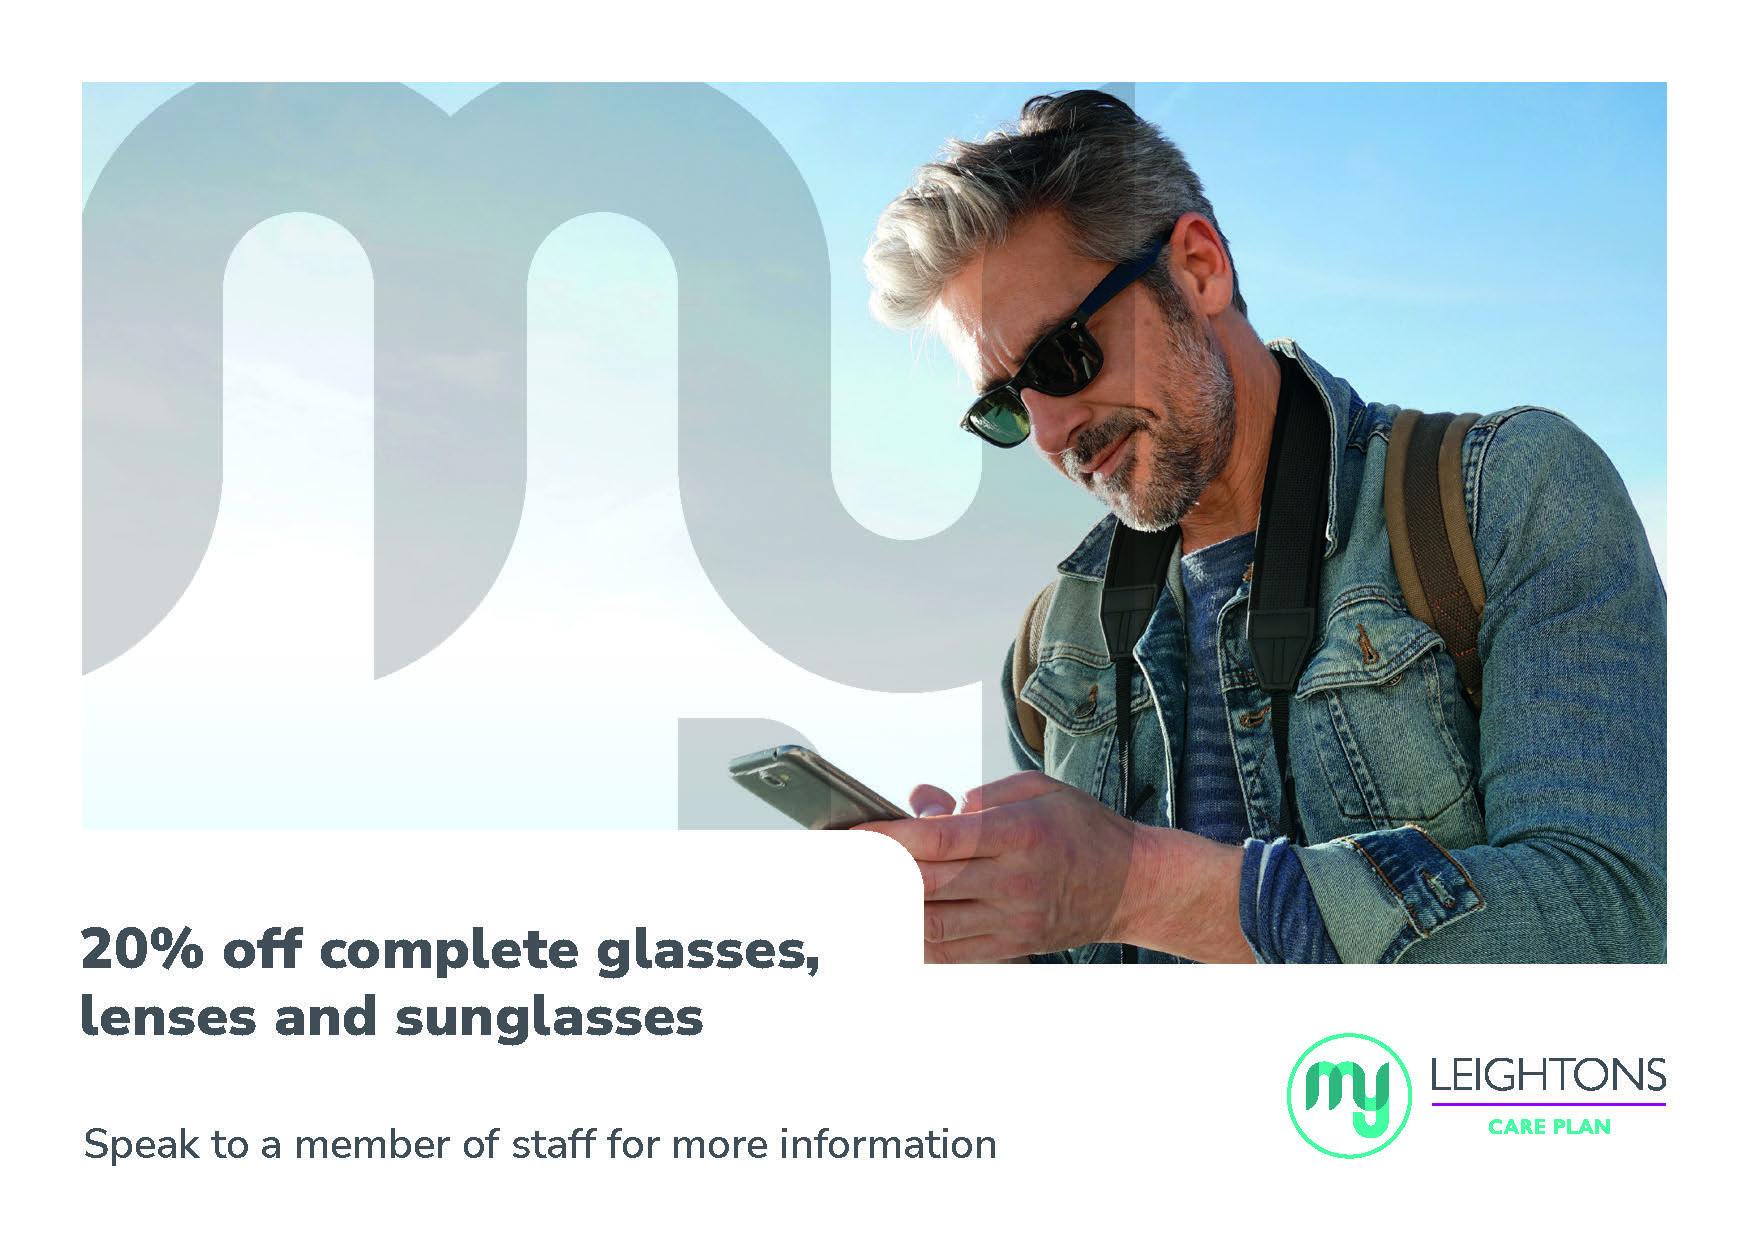 20% off complete glasses,
lenses and sunglasses
Speak to a member of staff for more information
my
LEIGHTONS
CARE PLAN